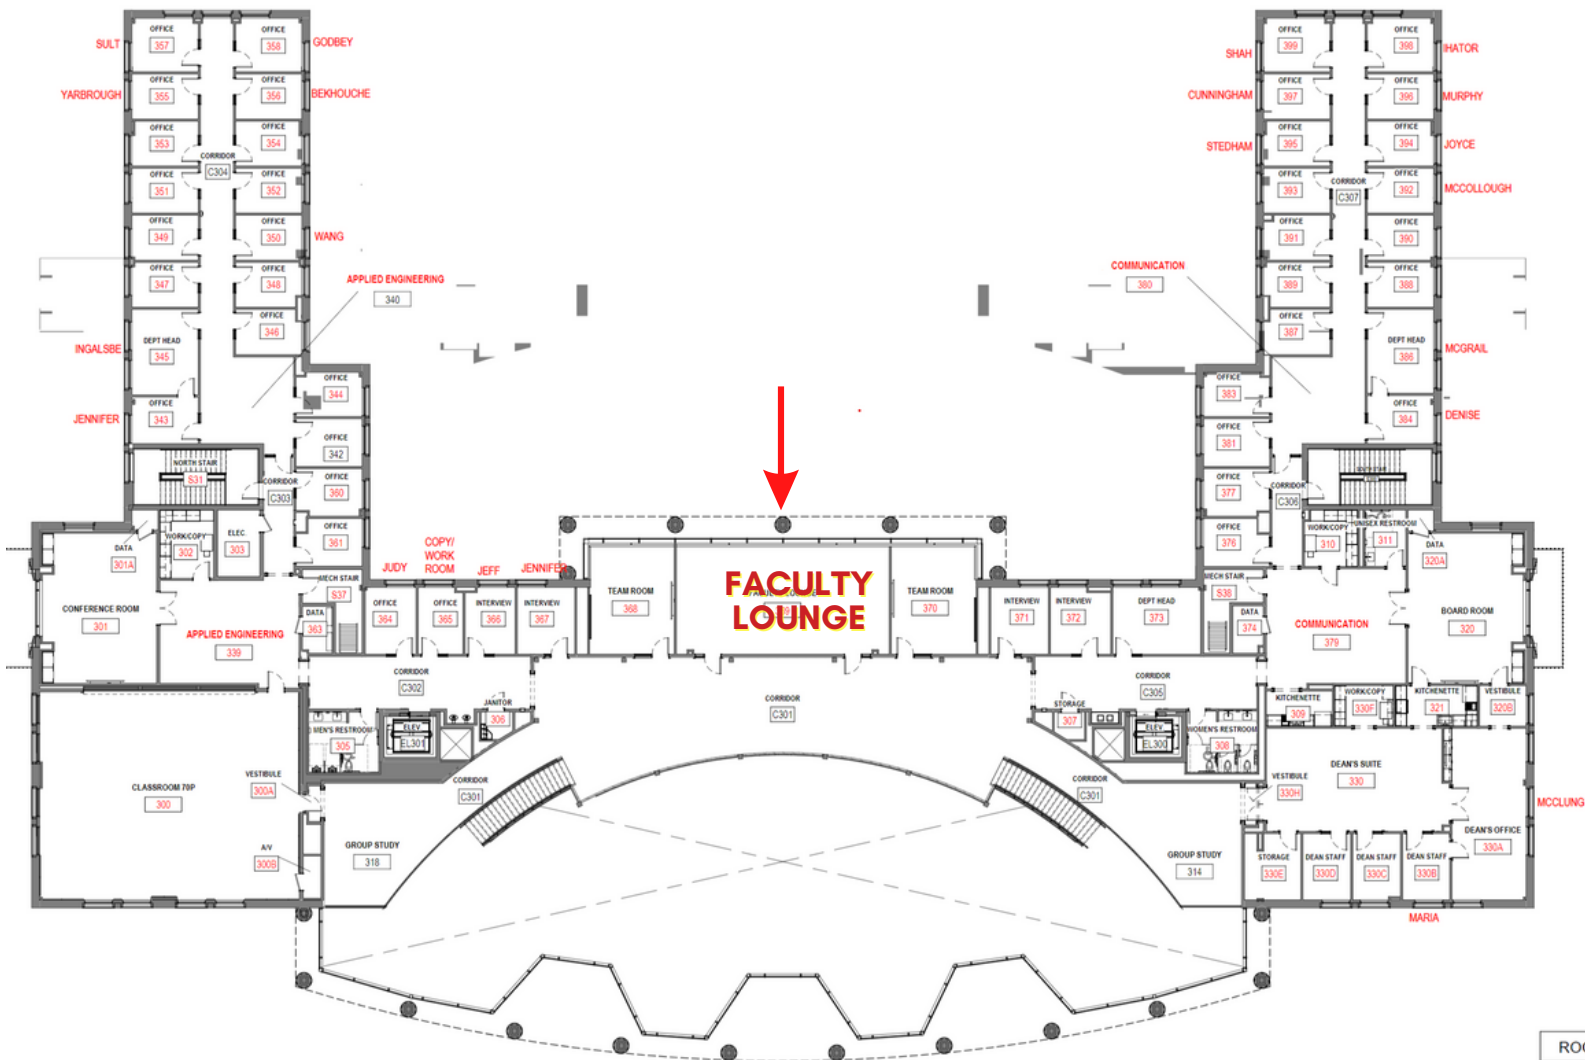 SULT
OFFICE
357
OFFICE
358
GODBEY
YARBROUGH
OFFICE
355
OFFICE
356
BEKHOUCHE
OFFICE
353
OFFICE
354
CORRIDOR
C304
OFFICE
351
OFFICE
352
OFFICE
349
OFFICE
350
WANG
OFFICE
347
OFFICE
348
APPLIED ENGINEERING
340
OFFICE
346
INGALSBE
DEPT HEAD
345
OFFICE
344
JENNIFER
OFFICE
343
OFFICE
342
NORTH STAIR
S31
CORRIDOR
C303
OFFICE
360
OFFICE
361
DATA
301A
WORK/COPY
302
ELEC.
303
CONFERENCE ROOM
301
APPLIED ENGINEERING
339
MECH STAIR
S37
DATA
363
JUDY
OFFICE
364
COPY/
WORK
ROOM
OFFICE
365
JEFF
INTERVIEW
366
JENNIFER
INTERVIEW
367
TEAM ROOM
368
FACULTY
LOUNGE
TEAM ROOM
370
INTERVIEW
371
INTERVIEW
372
DEPT HEAD
373
CORRIDOR
C302
JANITOR
306
MEN'S RESTROOM
305
ELEV
EL301
CORRIDOR
C301
CORRIDOR
C305
STORAGE
307
ELEV
EL300
WOMEN'S RESTROOM
308
CLASSROOM 70P
300
VESTIBULE
300A
A/V
300B
CORRIDOR
C301
GROUP STUDY
318
CORRIDOR
C301
GROUP STUDY
314
SHAH
OFFICE
399
OFFICE
398
IHATOR
CUNNINGHAM
OFFICE
397
OFFICE
396
MURPHY
STEDHAM
OFFICE
395
OFFICE
394
JOYCE
CORRIDOR
C307
OFFICE
393
OFFICE
392
MCCOLLOUGH
OFFICE
391
OFFICE
390
COMMUNICATION
380
OFFICE
389
OFFICE
388
OFFICE
387
DEPT HEAD
386
MCGRAIL
OFFICE
383
OFFICE
384
DENISE
OFFICE
381
OFFICE
377
CORRIDOR
C306
OFFICE
376
WORK/COPY
310
UNISEX RESTROOM
311
DATA
320A
MECH STAIR
S38
DATA
374
COMMUNICATION
379
BOARD ROOM
320
KITCHENETTE
309
WORK/COPY
330F
KITCHENETTE
321
VESTIBULE
320B
VESTIBULE
330H
DEAN'S SUITE
330
MCCLUNG
DEAN'S OFFICE
330A
STORAGE
330E
DEAN STAFF
330D
DEAN STAFF
330C
DEAN STAFF
330B
MARIA